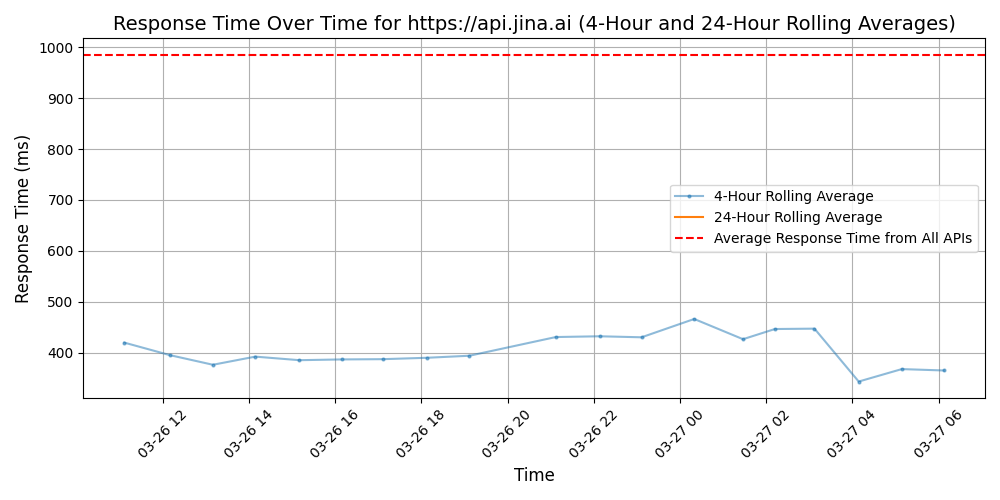 Response Time Over Time for https://api.jina.ai (4-Hour and 24-Hour Rolling Averages)
Response Time (ms)
1000
900
800
700
600
500
400
4-Hour Rolling Average
24-Hour Rolling Average
Average Response Time from All APIs
03-26 12
03-26 14
03-26 16
03-26 18
03-26 20
03-26 22
03-27 00
03-27 02
03-27 04
03-27 06
Time